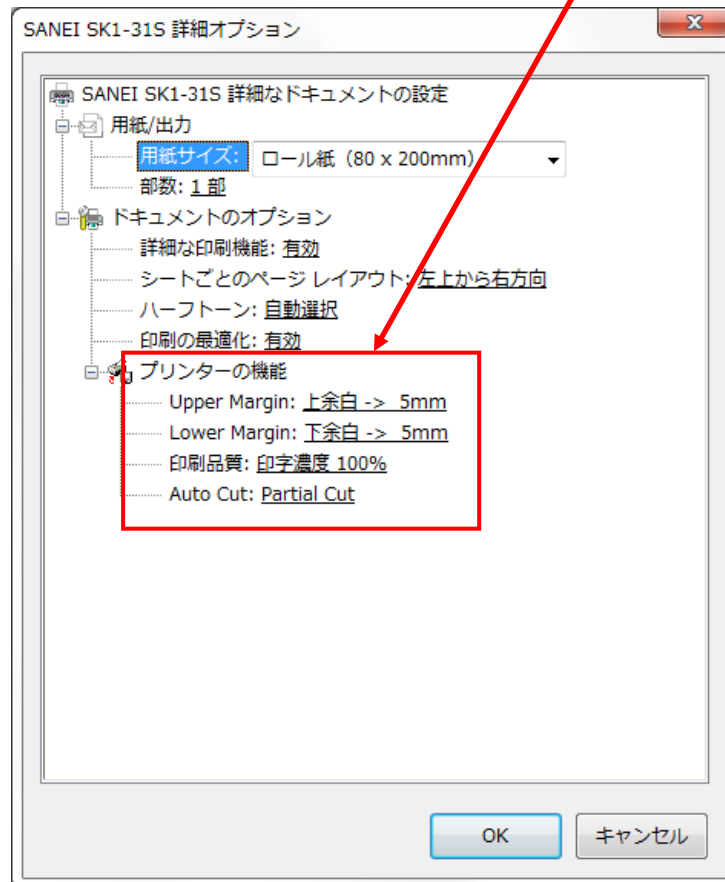 SANEI SK1-31S 詳細オプション
SANEI SK1-31S 詳細なドキュメントの設定
用紙/出力
用紙サイズ: ロール紙（80 x 200mm）
部数: 1 部
ドキュメントのオプション
詳細な印刷機能: 有効
シートごとのページ レイアウト: 左上から右方向
ハーフトーン: 自動選択
印刷の最適化: 有効
プリンターの機能
Upper Margin: 上余白 -> 5mm
Lower Margin: 下余白 -> 5mm
印刷品質: 印字濃度 100%
Auto Cut: Partial Cut
OK キャンセル